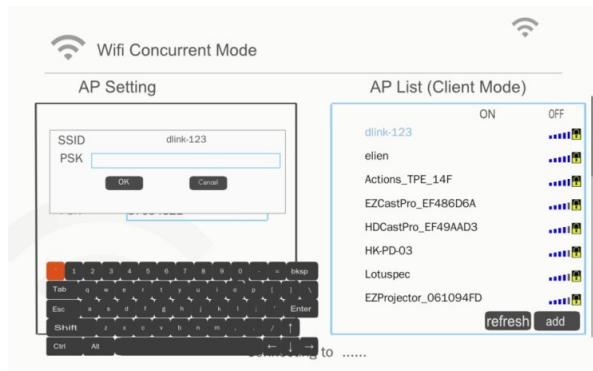 Wifi Concurrent Mode
AP Setting
AP List (Client Mode)
ON OFF
SSID dlink-123
PSK
OK Cancel
dlink-123
elien
Actions_TPE_14F
EZCastPro_EF486D6A
HDCastPro_EF49AAD3
HK-PD-03
Lotuspec
EZProjector_061094FD
refresh add
` 1 2 3 4 5 6 7 8 9 0 - = bksp
Tab q w e r t y u i o p [ ] \
Esc a s d f g h j k l ; ' Enter
Shift z x c v b n m , . / ↑
Ctrl Alt ← ↓ →
to ......